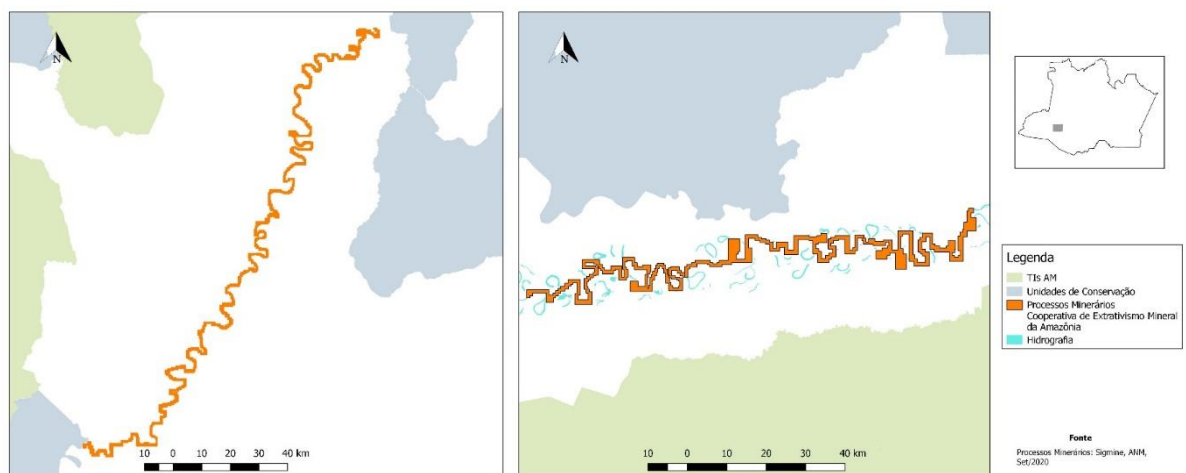 N
10 0 10 20 30 40 km
N
10 0 10 20 30 40 km
Legenda
TIs AM
Unidades de Conservação
Processos Minerários
Cooperativa de Extrativismo Mineral
da Amazônia
Hidrografia
Fonte
Processos Minerários: Sigmine, ANM,
Set/2020